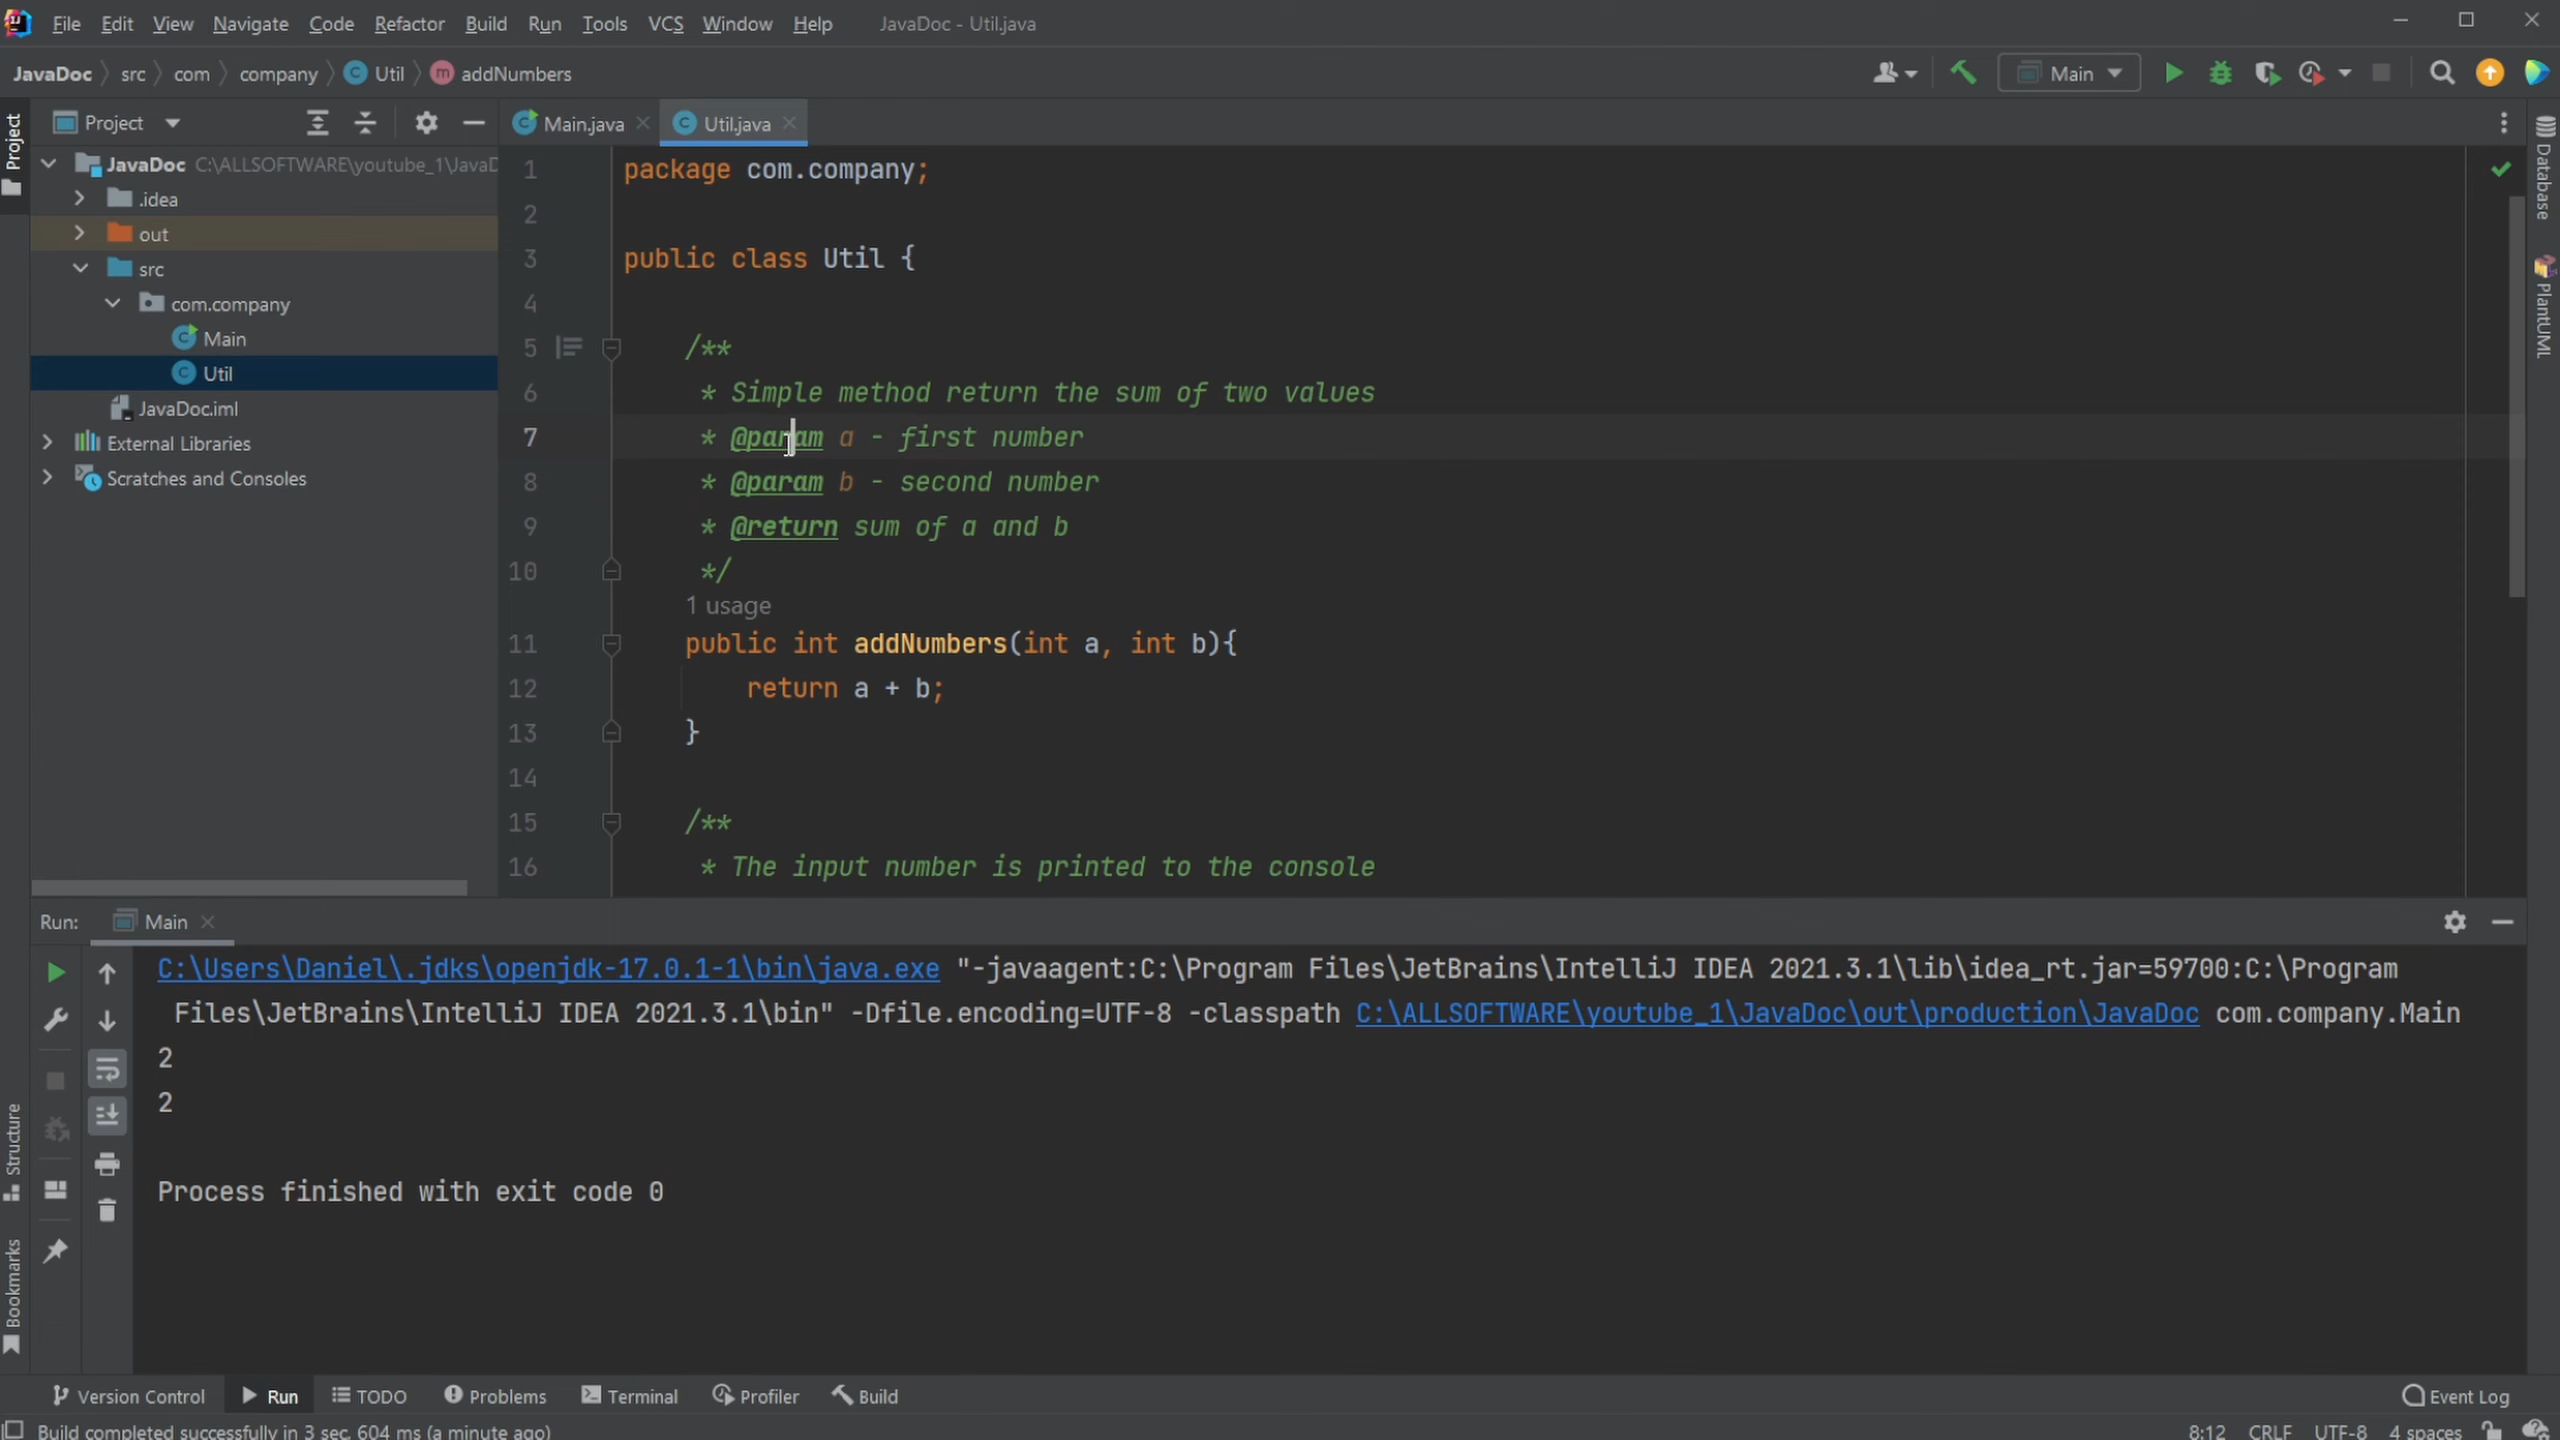 File Edit View Navigate Code Refactor Build Run Tools VCS Window Help JavaDoc - Util.java
JavaDoc src com company Util addNumbers Main
Project
Project
JavaDoc C:\ALLSOFTWARE\youtube_1\JavaD
.idea
out
src
com.company
Main
Util
JavaDoc.iml
External Libraries
Scratches and Consoles
Main.java Util.java
1 package com.company;
2
3 public class Util {
4
5 /**
6 * Simple method return the sum of two values
7 * @param a - first number
8 * @param b - second number
9 * @return sum of a and b
10 */
1 usage
11 public int addNumbers(int a, int b){
12 return a + b;
13 }
14
15 /**
16 * The input number is printed to the console
Database
PlantUML
Run: Main
C:\Users\Daniel\.jdks\openjdk-17.0.1-1\bin\java.exe "-javaagent:C:\Program Files\JetBrains\IntelliJ IDEA 2021.3.1\lib\idea_rt.jar=59700:C:\Program
Files\JetBrains\IntelliJ IDEA 2021.3.1\bin" -Dfile.encoding=UTF-8 -classpath C:\ALLSOFTWARE\youtube_1\JavaDoc\out\production\JavaDoc com.company.Main
2
2
Process finished with exit code 0
Structure
Bookmarks
Version Control Run TODO Problems Terminal Profiler Build Event Log
Build completed successfully in 3 sec, 604 ms (a minute ago) 8:12 CRLF UTF-8 4 spaces